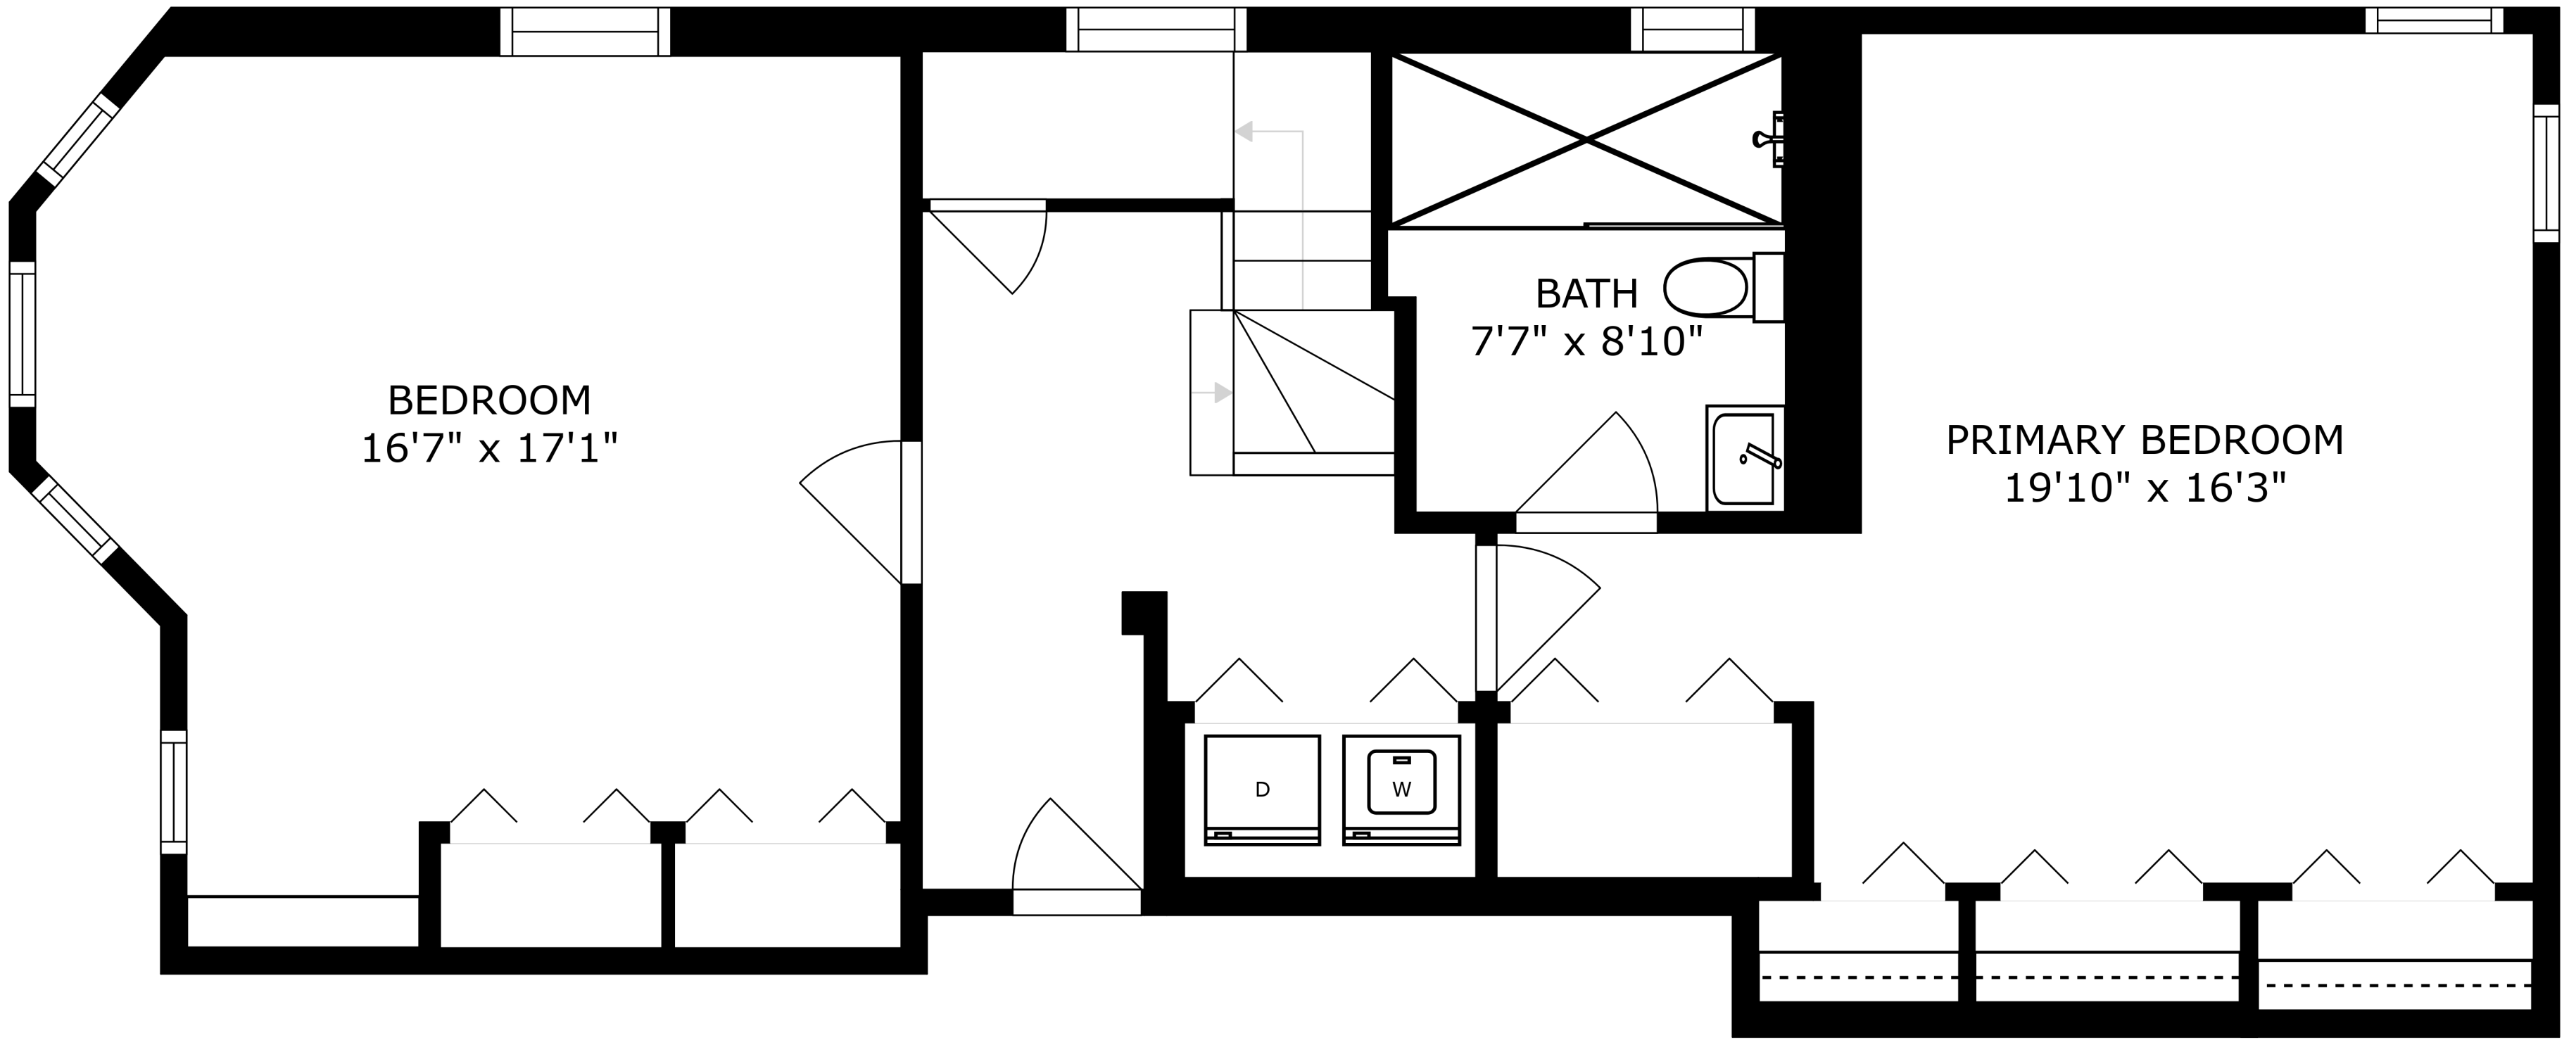 BEDROOM
16'7" x 17'1"
BATH
7'7" x 8'10"
PRIMARY BEDROOM
19'10" x 16'3"
D
W